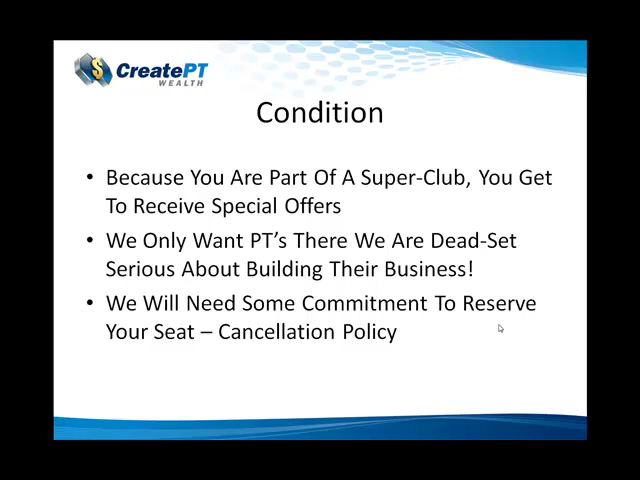 CreatePT
WEALTH
Condition
• Because You Are Part Of A Super-Club, You Get
To Receive Special Offers
• We Only Want PT's There We Are Dead-Set
Serious About Building Their Business!
• We Will Need Some Commitment To Reserve
Your Seat – Cancellation Policy